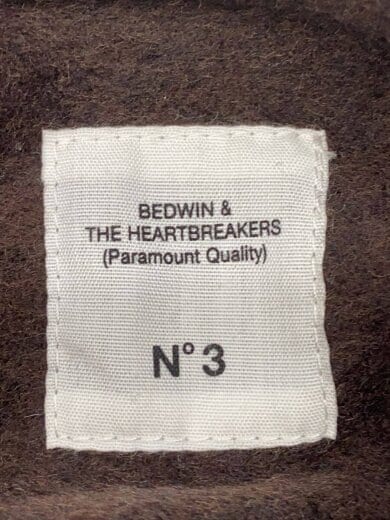 BEDWIN &
THE HEARTBREAKERS
(Paramount Quality)
N° 3